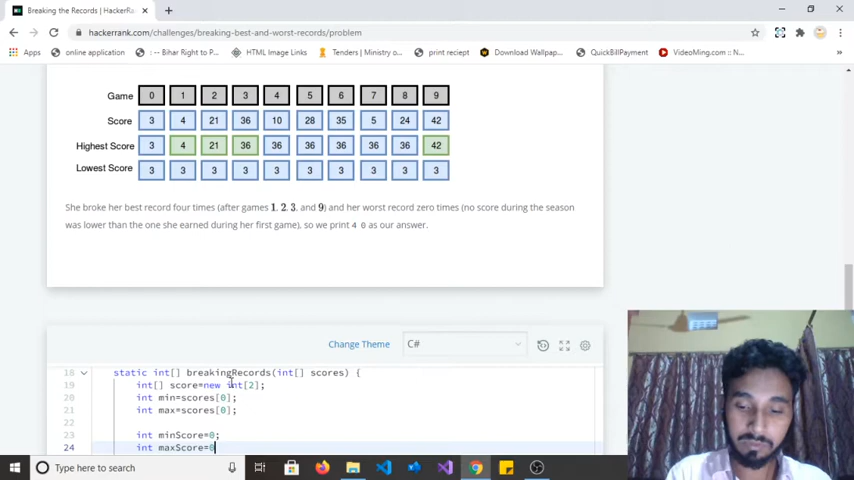 Breaking the Records | HackerRan
hackerrank.com/challenges/breaking-best-and-worst-records/problem
Apps online application : : -- Bihar Right to P... HTML Image Links Tenders | Ministry o... print reciept Download Wallpap... QuickBillPayment VideoMing.com: Her...
Game 0 1 2 3 4 5 6 7 8 9
Score 3 4 21 36 10 28 35 5 24 42
Highest Score 3 4 21 36 36 36 36 36 36 42
Lowest Score 3 3 3 3 3 3 3 3 3 3
She broke her best record four times (after games 1, 2, 3, and 9) and her worst record zero times (no score during the season
was lower than the one she earned during her first game), so we print 4 0 as our answer.
Change Theme C#
18 static int[] breakingRecords(int[] scores) {
19 int[] score=new int[2];
20 int min=scores[0];
21 int max=scores[0];
23 int minScore=0;
24 int maxScore=0
Type here to search